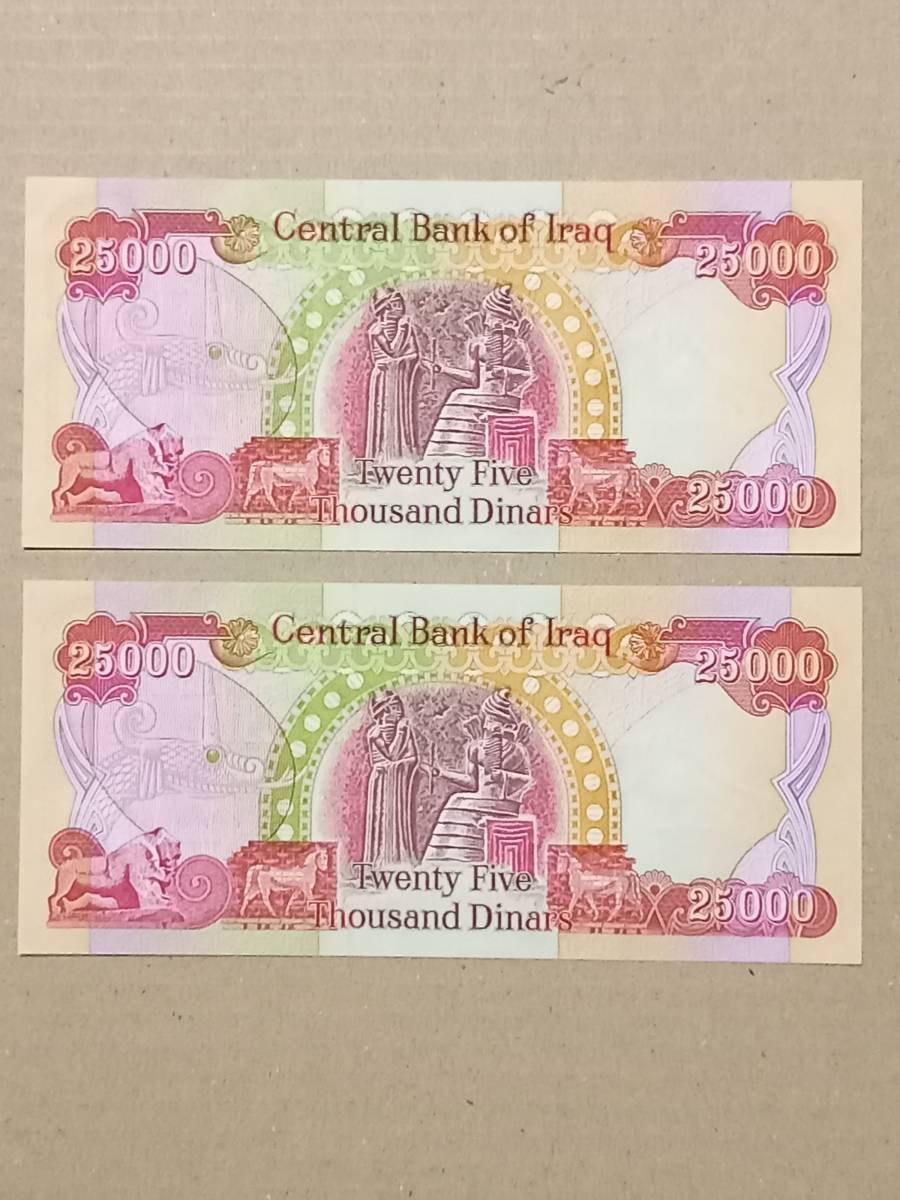 Central Bank of Iraq
25000
25000
Twenty Five
Thousand Dinars
25000
Central Bank of Iraq
25000
25000
Twenty Five
Thousand Dinars
25000